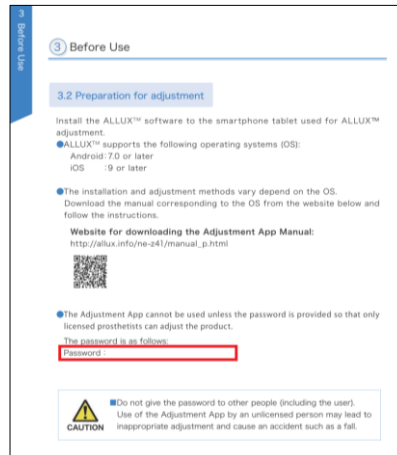 3
Before Use
3 Before Use
3.2 Preparation for adjustment
Install the ALLUX™ software to the smartphone tablet used for ALLUX™
adjustment.
●ALLUX™ supports the following operating systems (OS):
Android:7.0 or later
iOS :9 or later
●The installation and adjustment methods vary depend on the OS.
Download the manual corresponding to the OS from the website below and
follow the instructions.
Website for downloading the Adjustment App Manual:
http://allux.info/ne-z41/manual_p.html
●The Adjustment App cannot be used unless the password is provided so that only
licensed prosthetists can adjust the product.
The password is as follows:
Password :
■Do not give the password to other people (including the user).
Use of the Adjustment App by an unlicensed person may lead to
inappropriate adjustment and cause an accident such as a fall.
CAUTION